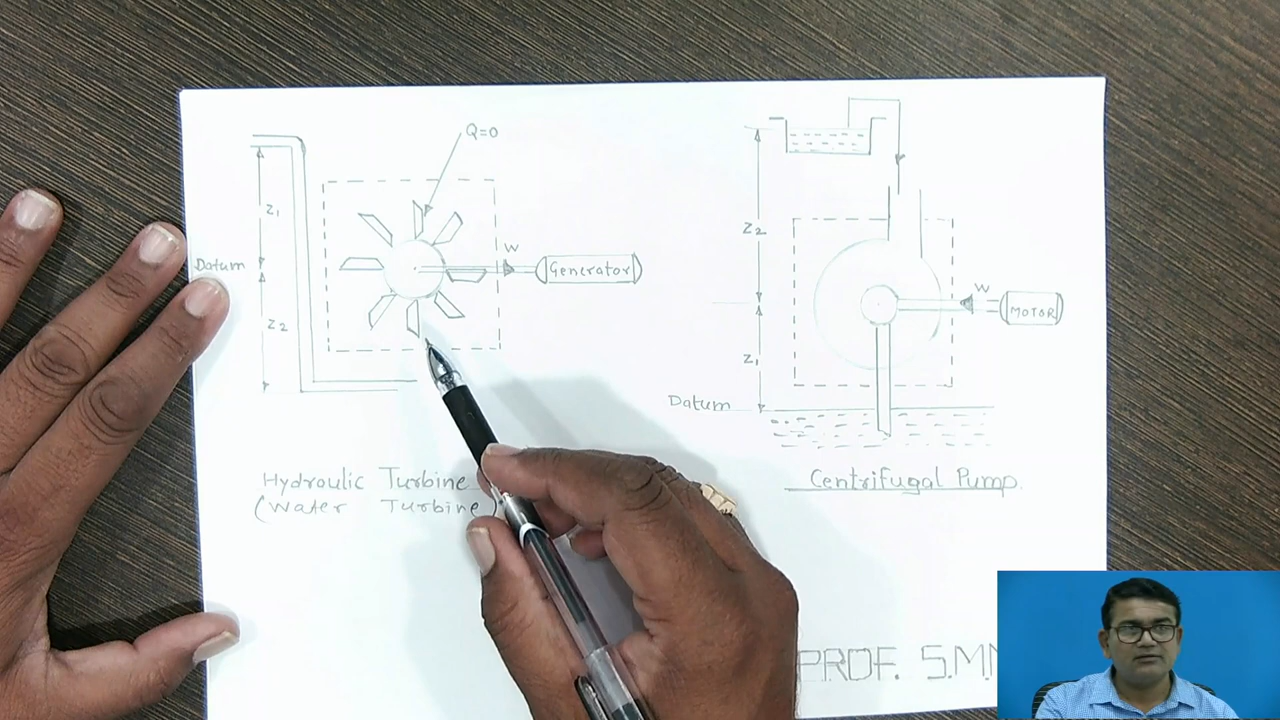 Q=0
Z1
Datum
Z2
W
Generator
Hydraulic Turbine
(Water Turbine)
Z2
W
MOTOR
Z1
Datum
Centrifugal Pump
PROF. S.M.